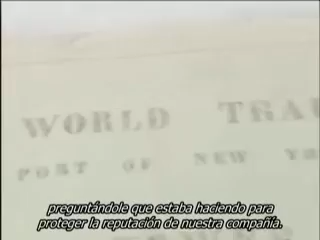 WORLD TRA
PORT OF NEW
preguntándole que estaba haciendo para
proteger la reputación de nuestra compañía.